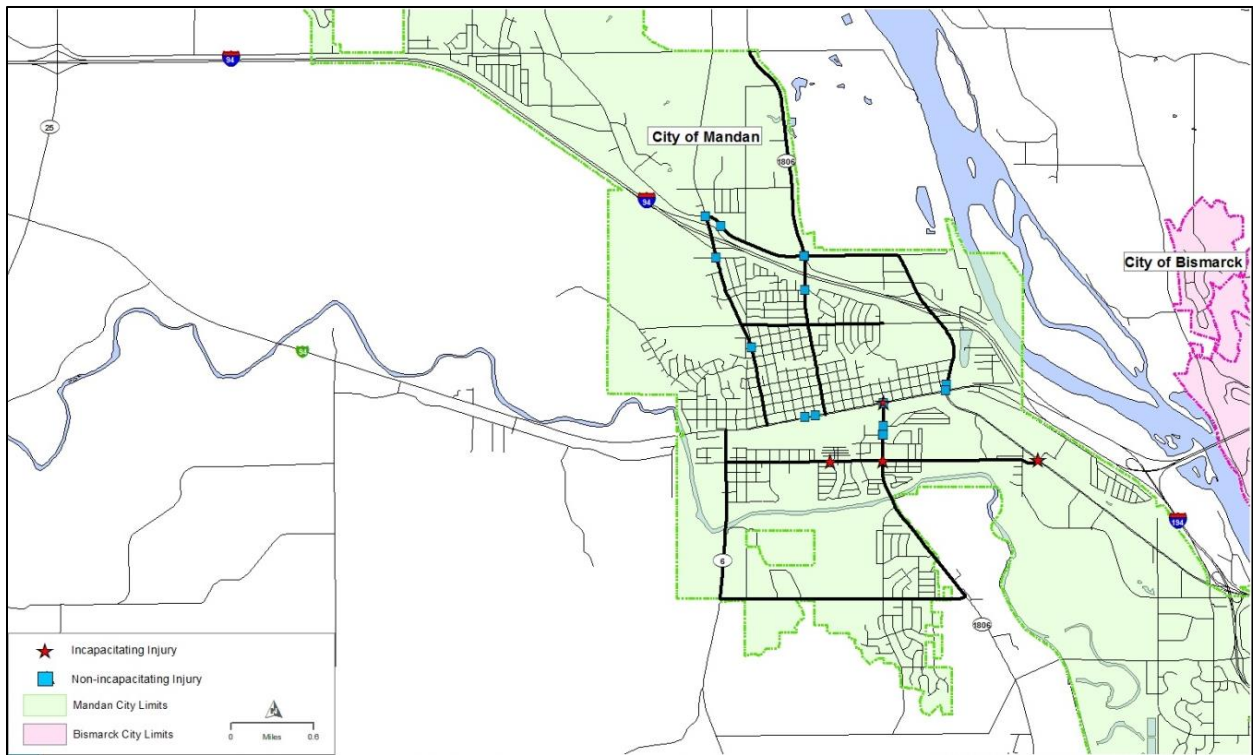 94
City of Mandan
25
1806
94
City of Bismarck
94
194
6
1806
Incapacitating Injury
Non-incapacitating Injury
Mandan City Limits
Bismarck City Limits
0 Miles 0.6